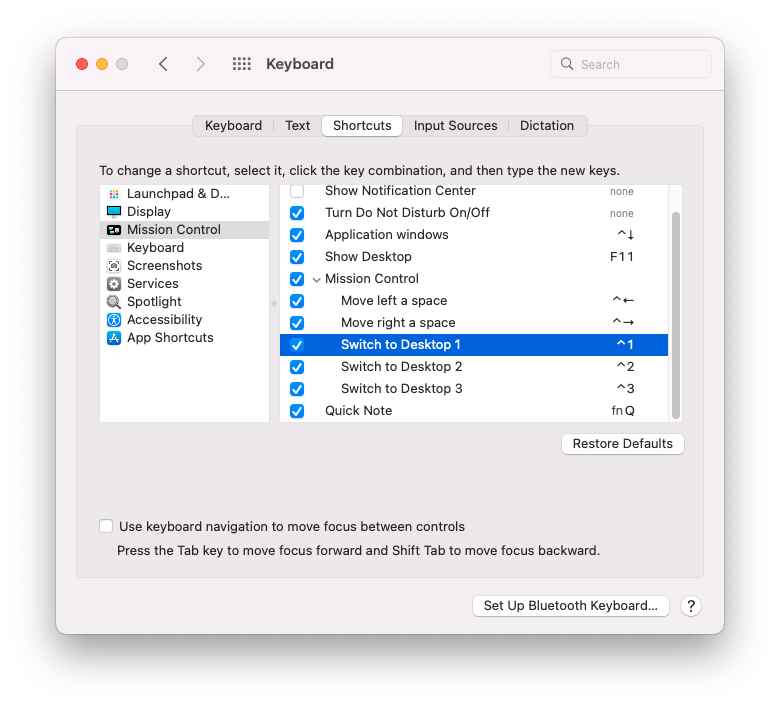 Keyboard
Search
Keyboard Text Shortcuts Input Sources Dictation
To change a shortcut, select it, click the key combination, and then type the new keys.
Launchpad & D...
Display
Mission Control
Keyboard
Screenshots
Services
Spotlight
Accessibility
App Shortcuts
Show Notification Center none
Turn Do Not Disturb On/Off none
Application windows ^↓
Show Desktop F11
Mission Control
Move left a space ^←
Move right a space ^→
Switch to Desktop 1 ^1
Switch to Desktop 2 ^2
Switch to Desktop 3 ^3
Quick Note fn Q
Restore Defaults
Use keyboard navigation to move focus between controls
Press the Tab key to move focus forward and Shift Tab to move focus backward.
Set Up Bluetooth Keyboard... ?